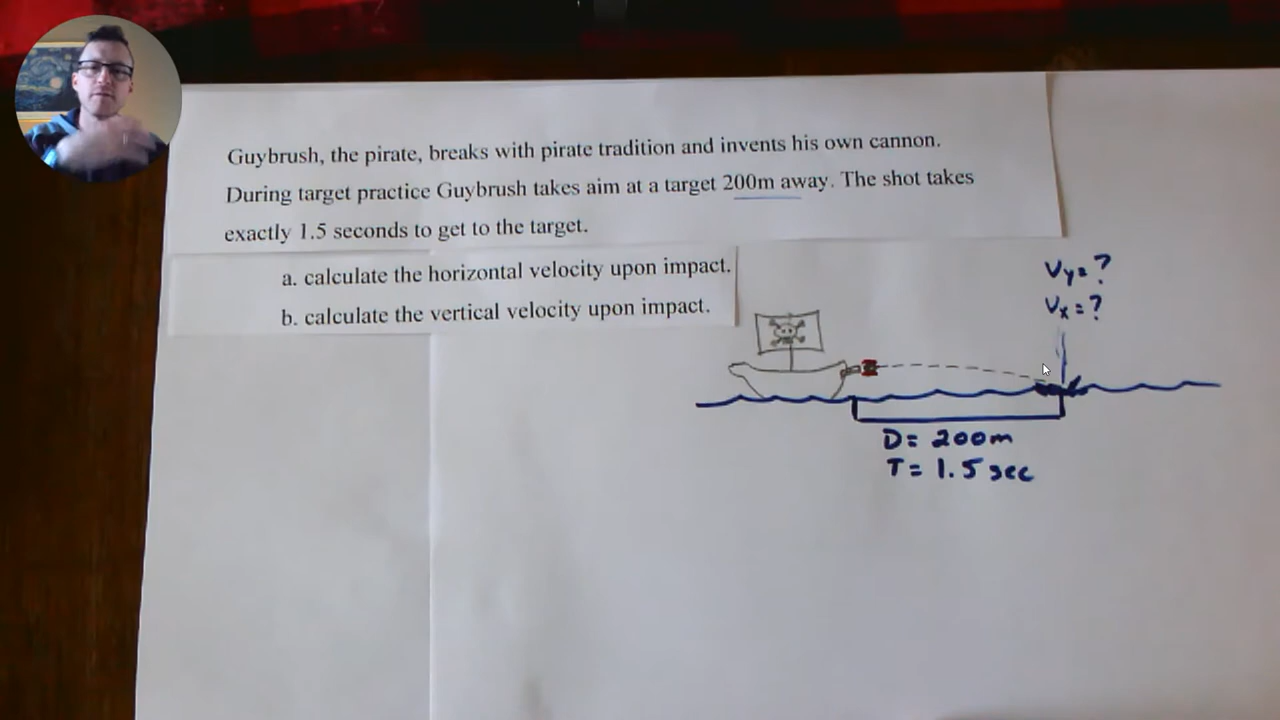 Guybrush, the pirate, breaks with pirate tradition and invents his own cannon.
During target practice Guybrush takes aim at a target 200m away. The shot takes
exactly 1.5 seconds to get to the target.
a. calculate the horizontal velocity upon impact.
b. calculate the vertical velocity upon impact.
Vy=?
Vx=?
D= 200m
T= 1.5 sec